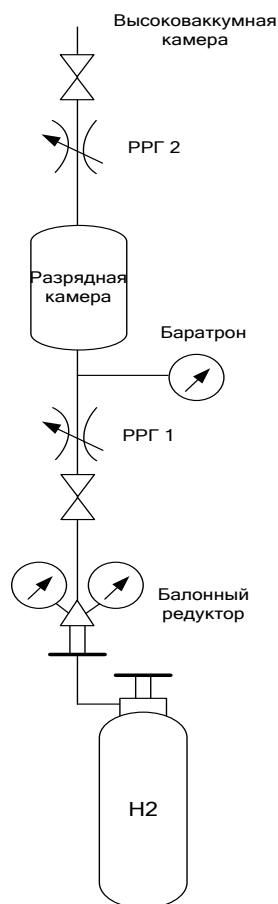 Высоковаккумная
камера
РРГ 2
Разрядная
камера
Баратрон
РРГ 1
Балонный
редуктор
H2